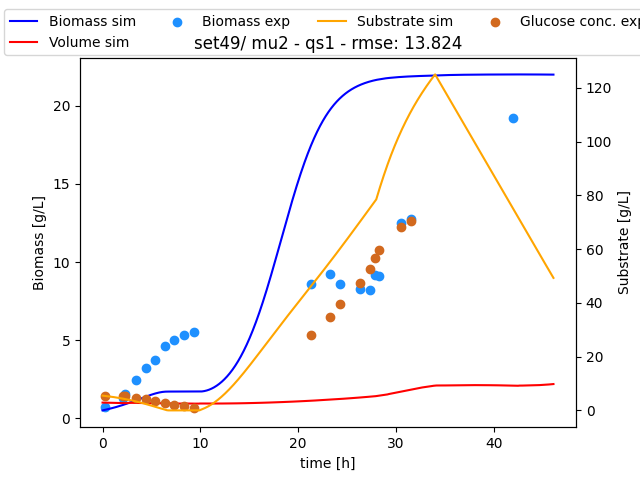 Biomass sim Biomass exp Substrate sim Glucose conc. exp
Volume sim
set49/ mu2 - qs1 - rmse: 13.824
Biomass [g/L]
20
15
10
5
0
120
100
80
60
40
20
0
Substrate [g/L]
0 10 20 30 40
time [h]